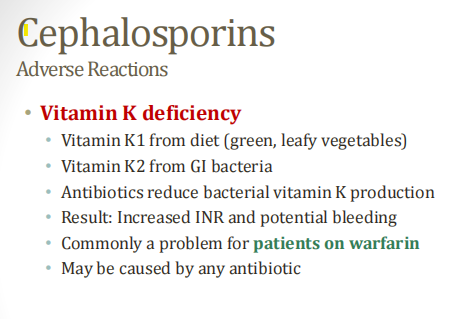 Cephalosporins
Adverse Reactions
• Vitamin K deficiency
• Vitamin K1 from diet (green, leafy vegetables)
• Vitamin K2 from GI bacteria
• Antibiotics reduce bacterial vitamin K production
• Result: Increased INR and potential bleeding
• Commonly a problem for patients on warfarin
• May be caused by any antibiotic